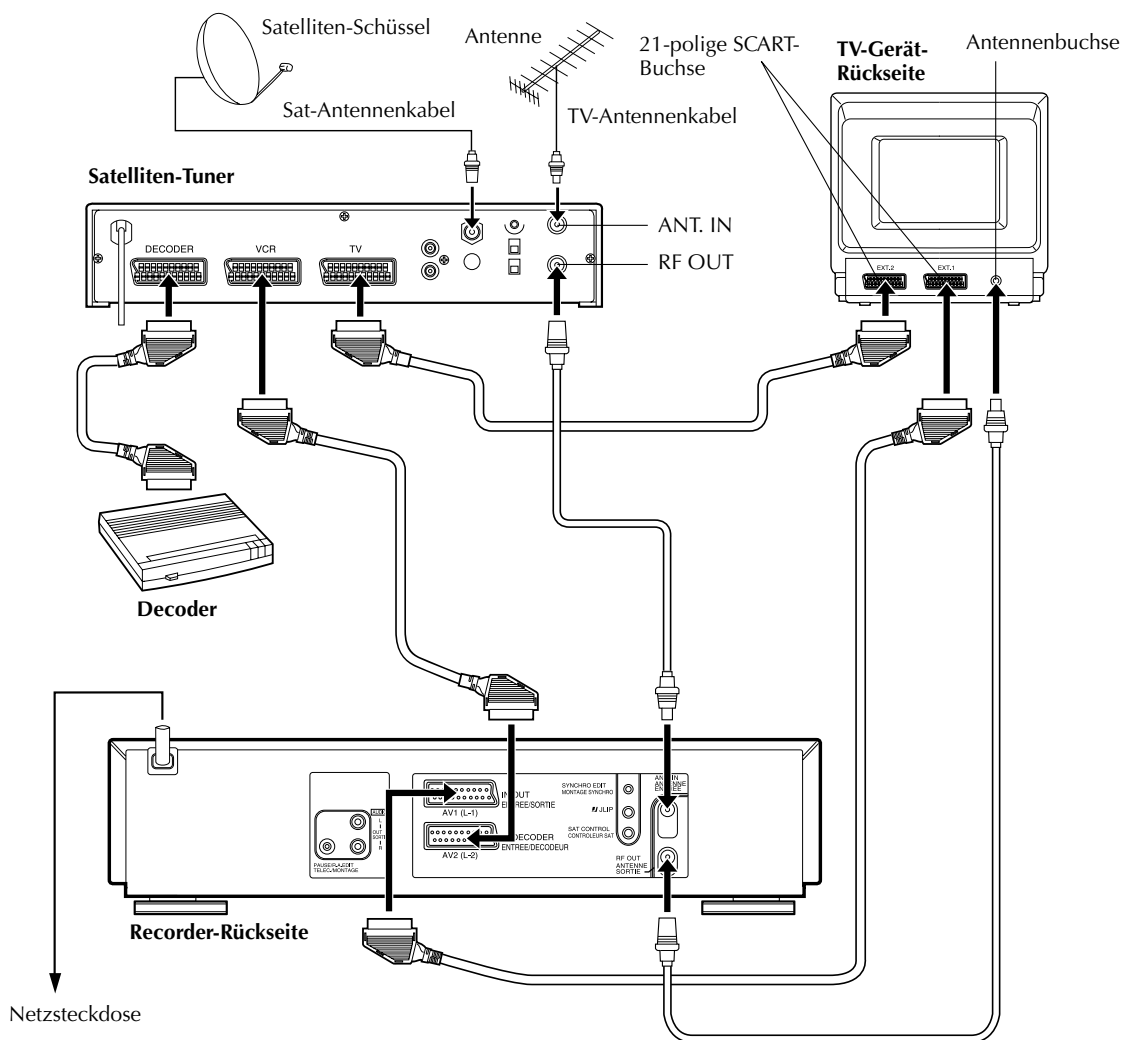 Satelliten-Schüssel
Antenne
21-polige SCART-
Buchse
TV-Gerät-
Rückseite
Antennenbuchse
Sat-Antennenkabel
TV-Antennenkabel
Satelliten-Tuner
DECODER
VCR
TV
ANT. IN
RF OUT
EXT.2
EXT.1
Decoder
AUDIO
L
OUT
SORTIE
R
PAUSE/R.A.EDIT
TELEC./MONTAGE
IN/OUT
ENTREE/SORTIE
AV1 (L-1)
DECODER
ENTREE/DECODEUR
AV2 (L-2)
SYNCHRO EDIT
MONTAGE SYNCHRO
JLIP
SAT CONTROL
CONTROLEUR SAT
ANT. IN
ANTENNE
ENTREE
RF OUT
ANTENNE
SORTIE
Recorder-Rückseite
Netzsteckdose